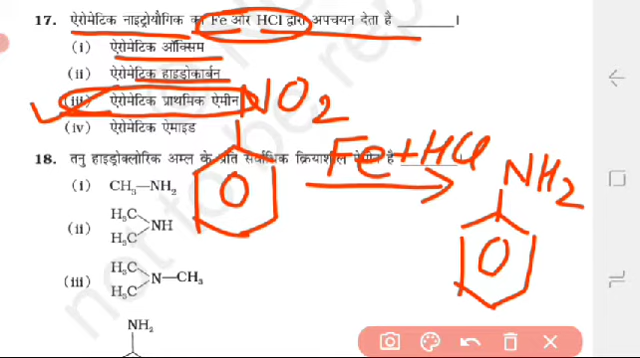 17. ऐरोमेटिक नाइट्रोयौगिक का Fe और HCl द्वारा अपचयन देता है ________ ।
(i) ऐरोमेटिक ऑक्सिम
(ii) ऐरोमेटिक हाइड्रोकार्बन
(iii) ऐरोमेटिक प्राथमिक ऐमीन
(iv) ऐरोमेटिक ऐमाइड
NO2
Fe+HCl
NH2
18. तनु हाइड्रोक्लोरिक अम्ल के प्रति सर्वाधिक क्रियाशील ऐमीन है
(i) CH3—NH2
(ii) H3C
H3C
NH
(iii) H3C
H3C
N—CH3
NH2